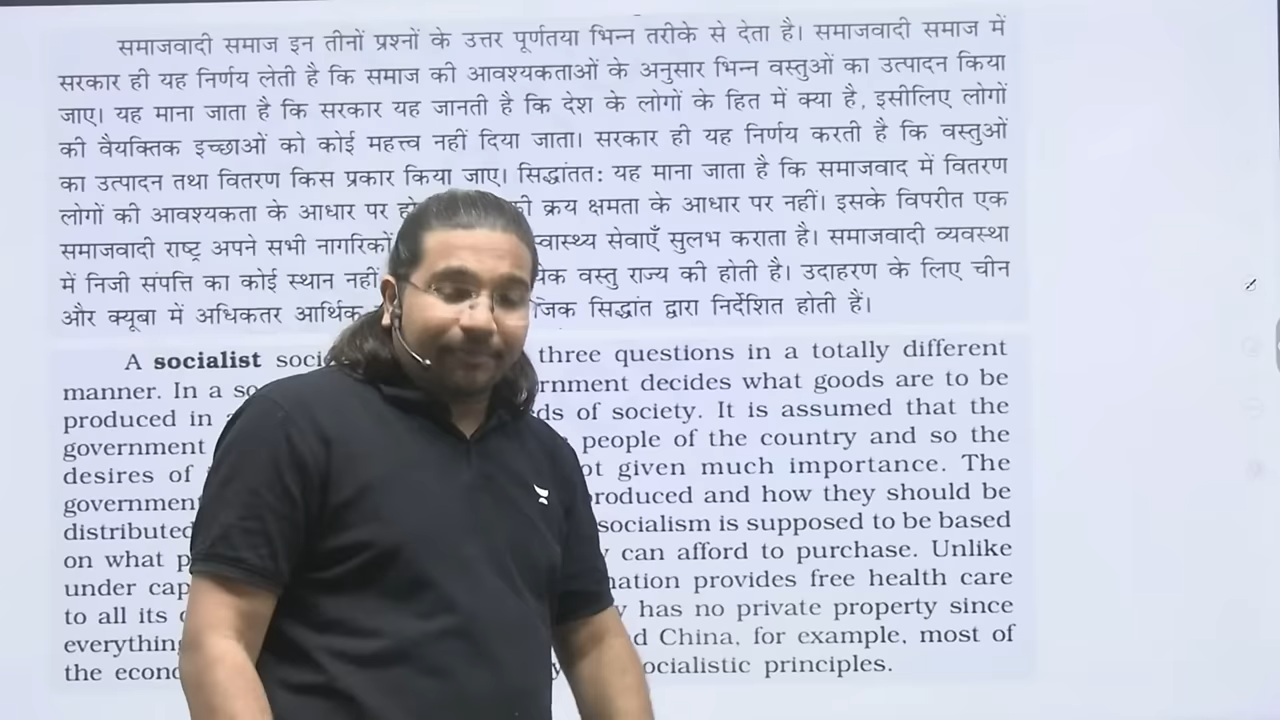 समाजवादी समाज इन तीनों प्रश्नों के उत्तर पूर्णतया भिन्न तरीके से देता है। समाजवादी समाज में
सरकार ही यह निर्णय लेती है कि समाज की आवश्यकताओं के अनुसार भिन्न वस्तुओं का उत्पादन किया
जाए। यह माना जाता है कि सरकार यह जानती है कि देश के लोगों के हित में क्या है, इसीलिए लोगों
की वैयक्तिक इच्छाओं को कोई महत्त्व नहीं दिया जाता। सरकार ही यह निर्णय करती है कि वस्तुओं
का उत्पादन तथा वितरण किस प्रकार किया जाए। सिद्धांतत: यह माना जाता है कि समाजवाद में वितरण
लोगों की आवश्यकता के आधार पर की क्रय क्षमता के आधार पर नहीं। इसके विपरीत एक
समाजवादी राष्ट्र अपने सभी नागरिकों स्वास्थ्य सेवाएँ सुलभ कराता है। समाजवादी व्यवस्था
में निजी संपत्ति का कोई स्थान नहीं वस्तु राज्य की होती है। उदाहरण के लिए चीन
और क्यूबा में अधिकतर आर्थिक सिद्धांत द्वारा निर्देशित होती हैं।
A socialist three questions in a totally different
manner. In a decides what goods are to be
produced in of society. It is assumed that the
government people of the country and so the
desires of given much importance. The
government produced and how they should be
distributed socialism is supposed to be based
on what can afford to purchase. Unlike
under nation provides free health care
to all its has no private property since
everything China, for example, most of
the socialistic principles.